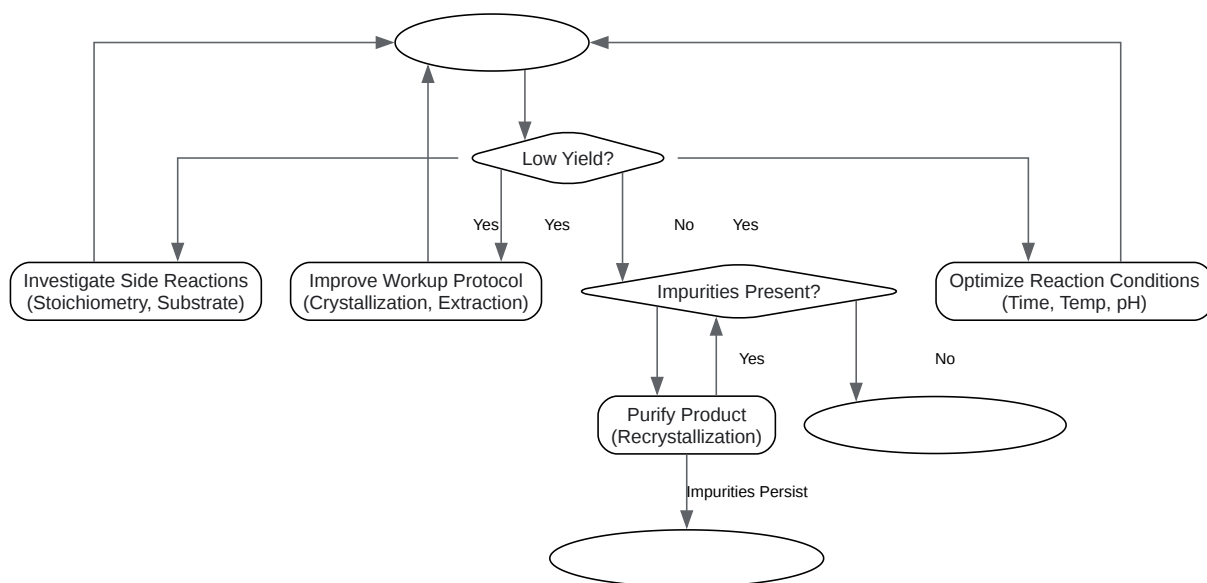 Low Yield?
Yes
Yes
No
Yes
Investigate Side Reactions
(Stoichiometry, Substrate)
Improve Workup Protocol
(Crystallization, Extraction)
Impurities Present?
Optimize Reaction Conditions
(Time, Temp, pH)
Yes
No
Purify Product
(Recrystallization)
Impurities Persist